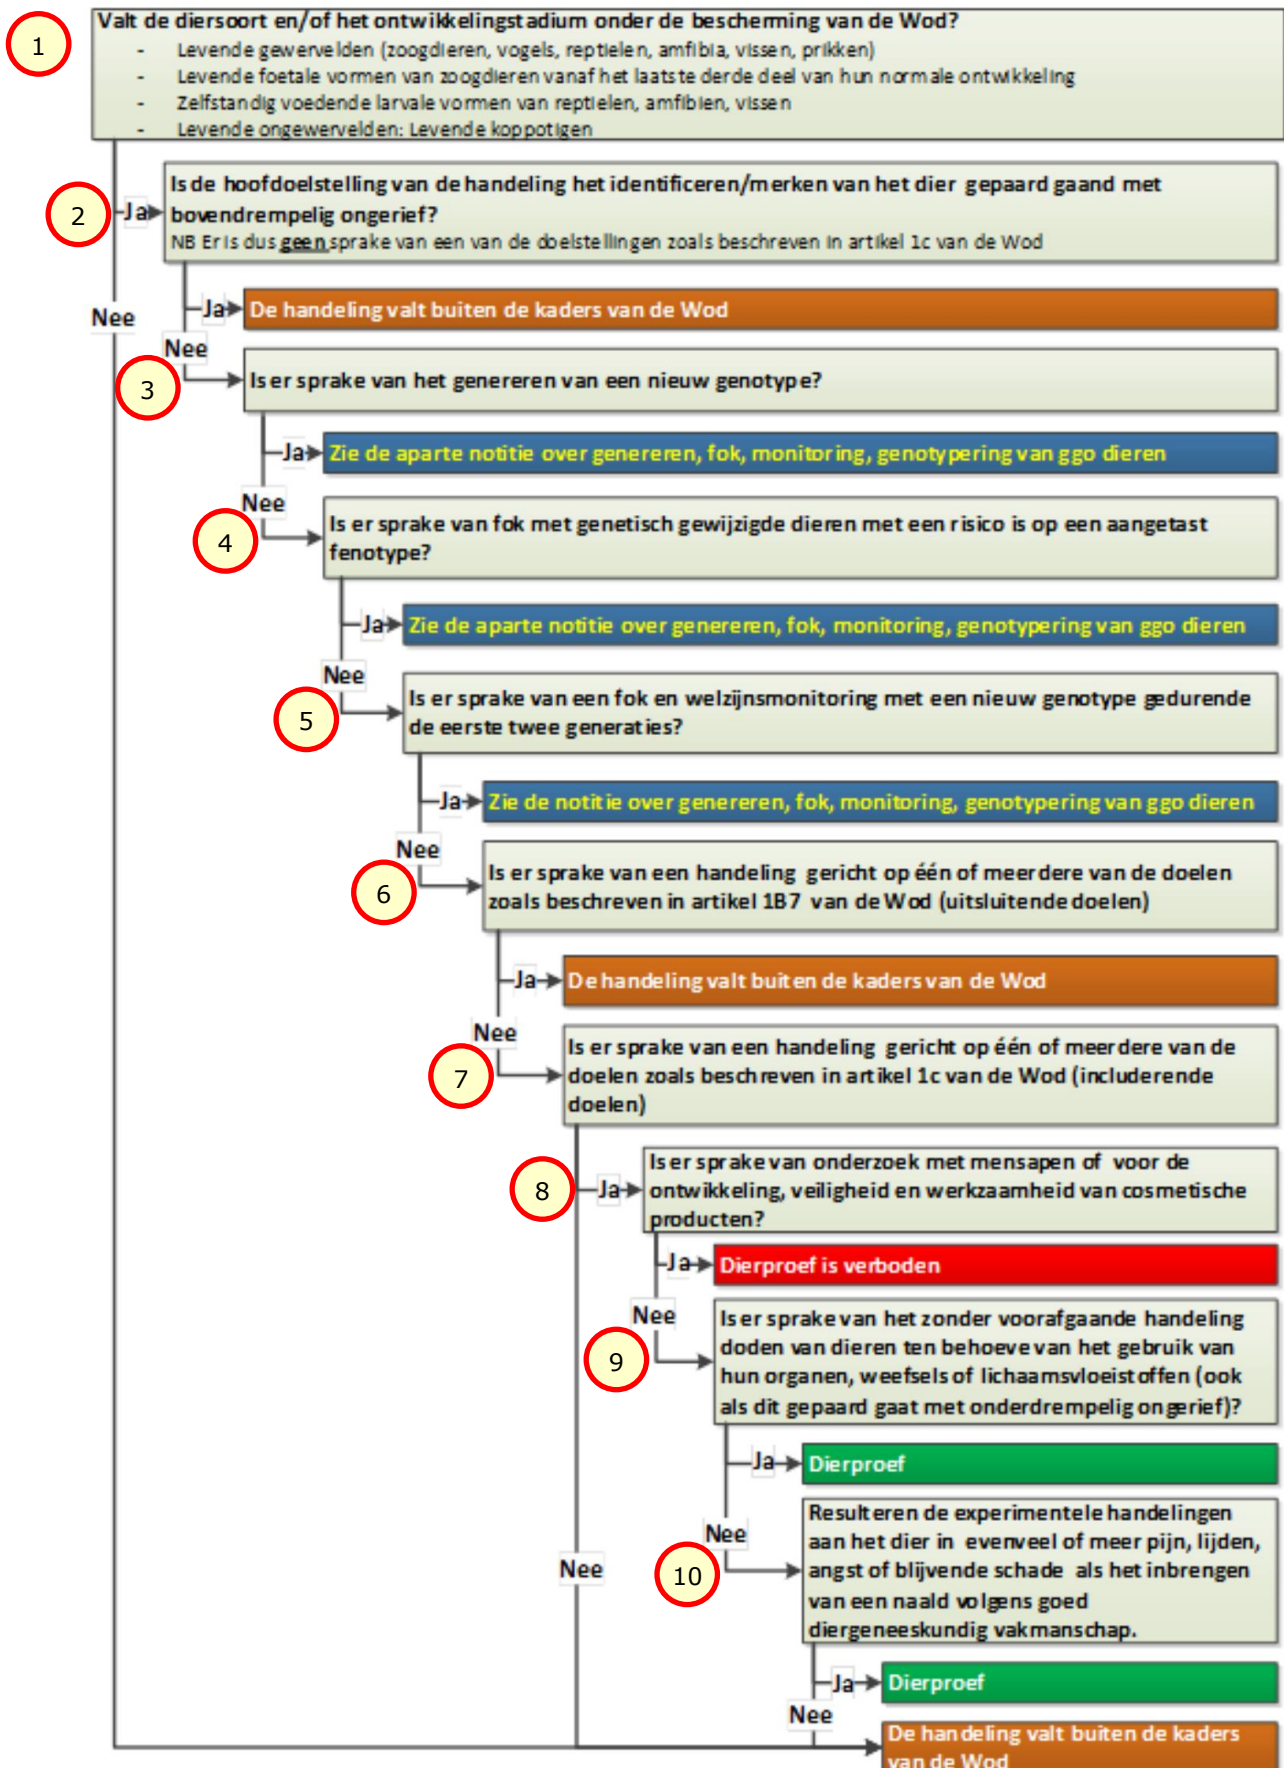 1
Valt de diersoort en/of het ontwikkelingstadium onder de bescherming van de Wod?
- Levende gewervelden (zoogdieren, vogels, reptielen, amfibia, vissen, prikken)
- Levende foetale vormen van zoogdieren vanaf het laatste derde deel van hun normale ontwikkeling
- Zelfstandig voedende larvale vormen van reptielen, amfibien, vissen
- Levende ongewervelden: Levende koppotigen
2
Ja
Is de hoofdoelstelling van de handeling het identificeren/merken van het dier gepaard gaand met
bovendrempelig ongerief?
NB Er is dus geen sprake van een van de doelstellingen zoals beschreven in artikel 1c van de Wod
Nee
Ja
De handeling valt buiten de kaders van de Wod
Nee
3
Is er sprake van het genereren van een nieuw genotype?
Ja
Zie de aparte notitie over genereren, fok, monitoring, genotypering van ggo dieren
Nee
4
Is er sprake van fok met genetisch gewijzigde dieren met een risico is op een aangetast
fenotype?
Ja
Zie de aparte notitie over genereren, fok, monitoring, genotypering van ggo dieren
Nee
5
Is er sprake van een fok en welzijnsmonitoring met een nieuw genotype gedurende
de eerste twee generaties?
Ja
Zie de notitie over genereren, fok, monitoring, genotypering van ggo dieren
Nee
6
Is er sprake van een handeling gericht op één of meerdere van de doelen
zoals beschreven in artikel 1B7 van de Wod (uitsluitende doelen)
Ja
De handeling valt buiten de kaders van de Wod
Nee
7
Is er sprake van een handeling gericht op één of meerdere van de
doelen zoals beschreven in artikel 1c van de Wod (includerende
doelen)
8
Ja
Is er sprake van onderzoek met mensapen of voor de
ontwikkeling, veiligheid en werkzaamheid van cosmetische
producten?
Ja
Dierproef is verboden
Nee
9
Is er sprake van het zonder voorafgaande handeling
doden van dieren ten behoeve van het gebruik van
hun organen, weefsels of lichaamsvloeistoffen (ook
als dit gepaard gaat met onderdrempelig ongerief)?
Ja
Dierproef
Nee
10
Resulteren de experimentele handelingen
aan het dier in evenveel of meer pijn, lijden,
angst of blijvende schade als het inbrengen
van een naald volgens goed
diergeneeskundig vakmanschap.
Nee
Ja
Dierproef
Nee
De handeling valt buiten de kaders
van de Wod